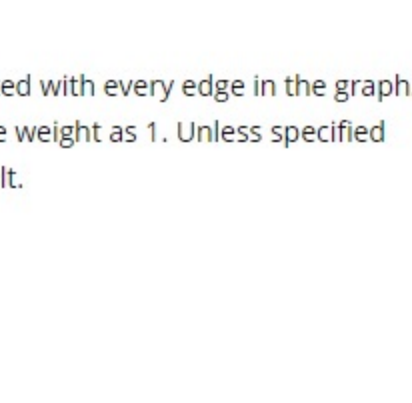 ed with every edge in the graph
e weight as 1. Unless specified
lt.